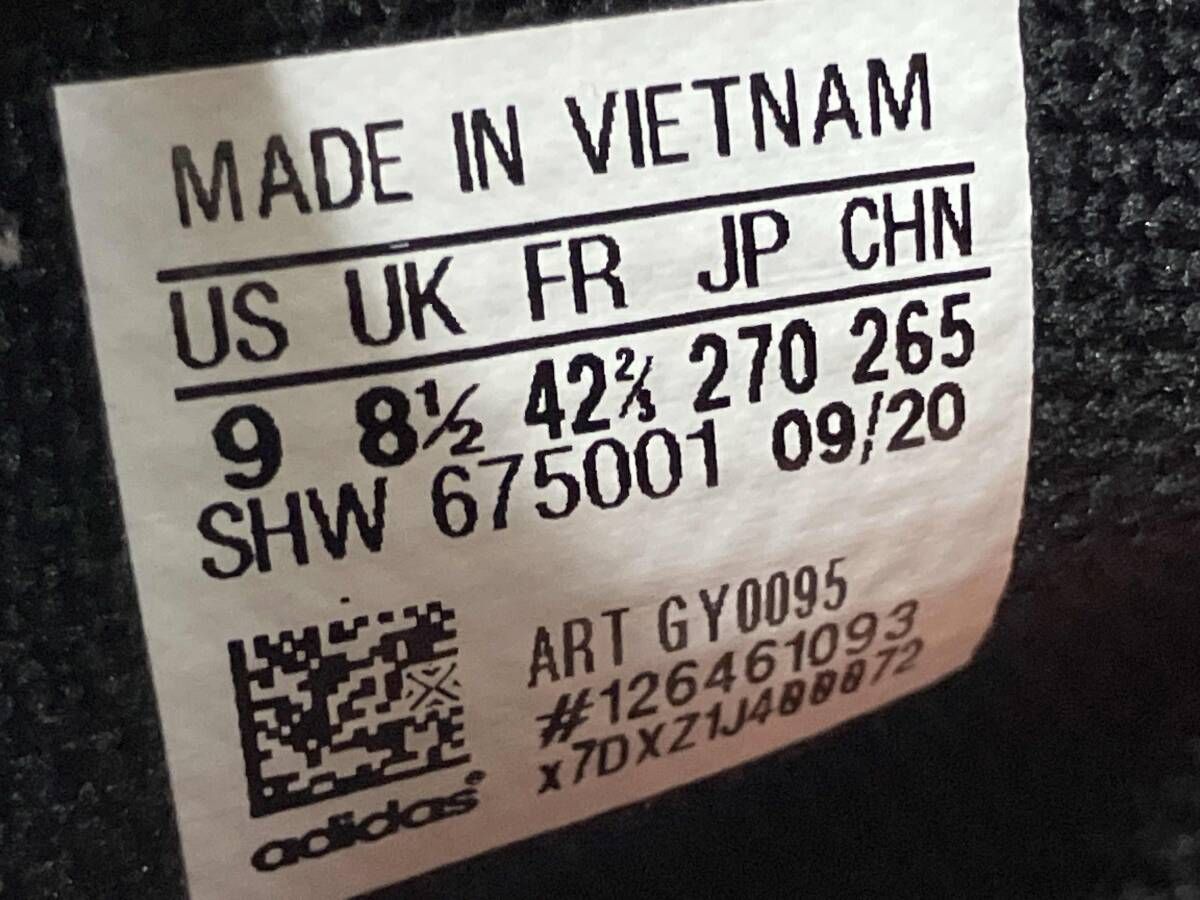 MADE IN VIETNAM
US UK FR JP CHN
9 8½ 42⅔ 270 265
SHW 675001 09/20
ART GY0095
#126461093
x7DXZ1J400072
adidas®